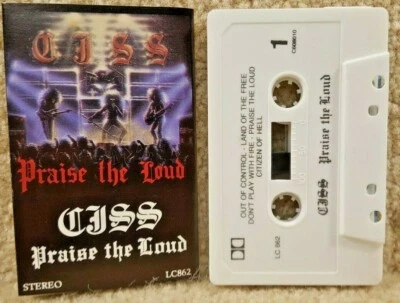 CJSS
Praise the Loud
CJSS
Praise the Loud
STEREO LC862
1
OUT OF CONTROL - LAND OF THE FREE
DON'T PLAY WITH FIRE - PRAISE THE LOUD
CITIZEN OF HELL
CJSS Praise the Loud
LC 862